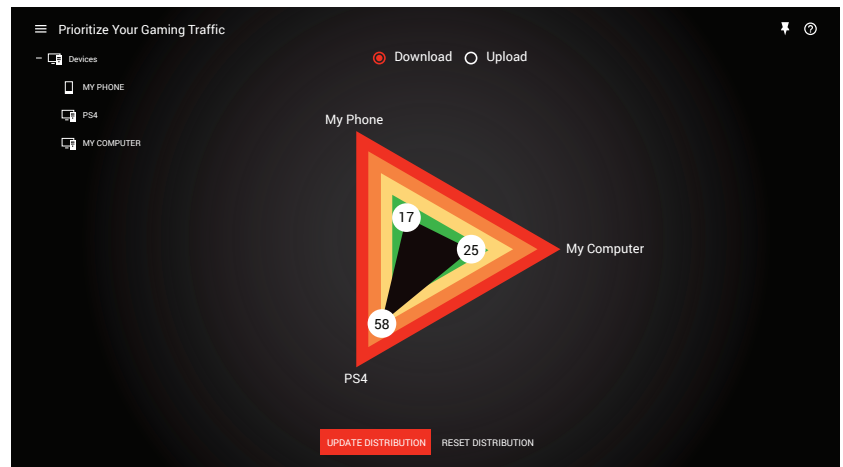 Prioritize Your Gaming Traffic
Devices
MY PHONE
PS4
MY COMPUTER
Download
Upload
My Phone
17
25
My Computer
58
PS4
UPDATE DISTRIBUTION
RESET DISTRIBUTION